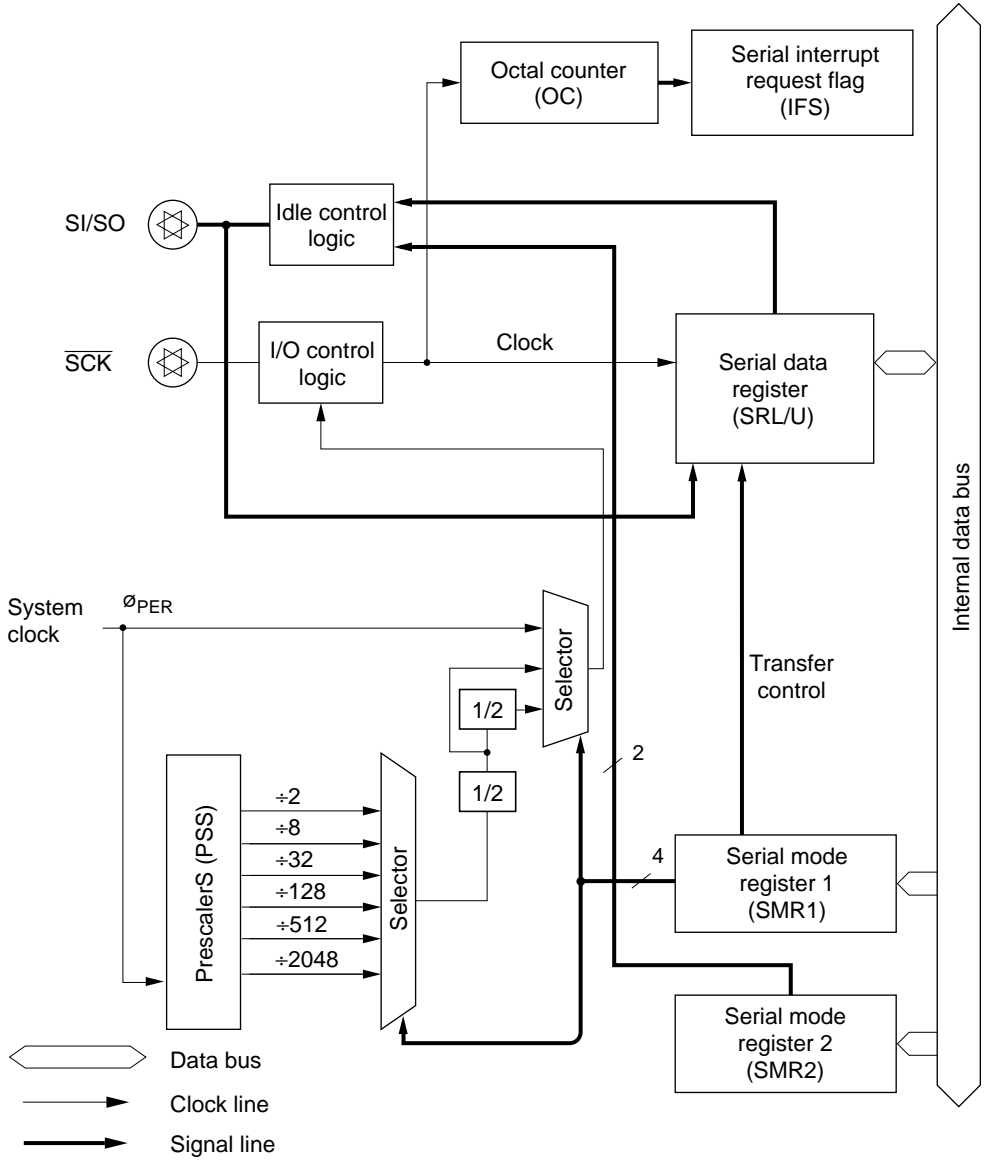 Octal counter
(OC)
Serial interrupt
request flag
(IFS)
SI/SO
Idle control
logic
SCK
I/O control
logic
Clock
Serial data
register
(SRL/U)
Internal data bus
System
clock
øPER
Selector
Transfer
control
1/2
1/2
2
PrescalerS (PSS)
÷2
÷8
÷32
÷128
÷512
÷2048
Selector
4
Serial mode
register 1
(SMR1)
Serial mode
register 2
(SMR2)
Data bus
Clock line
Signal line